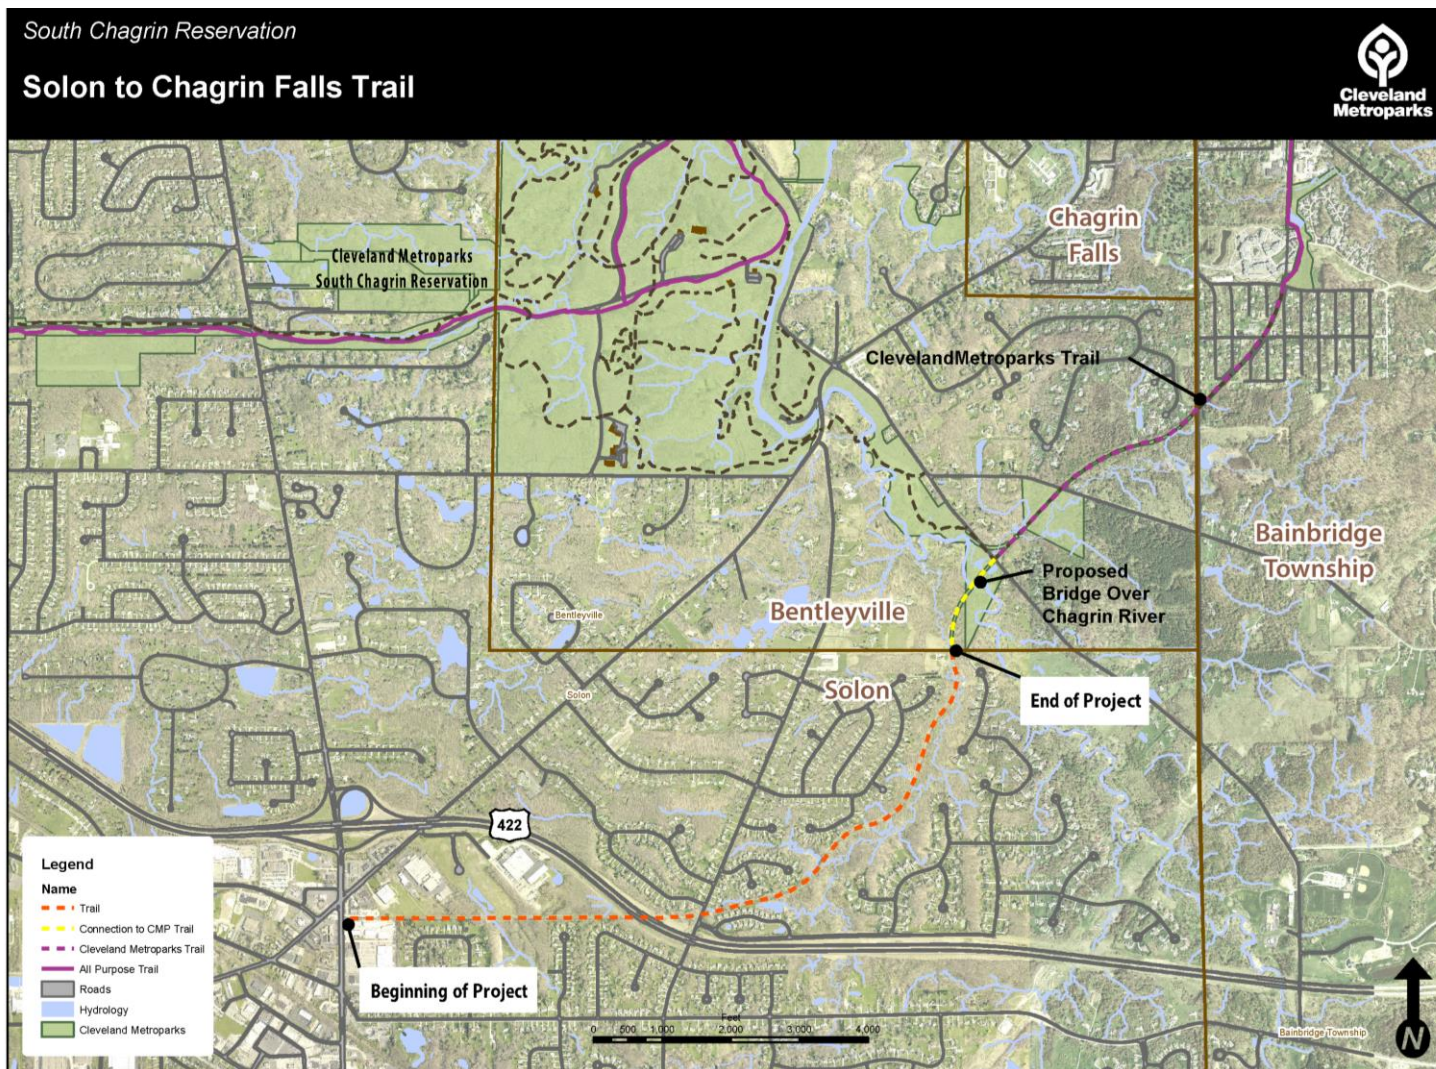 South Chagrin Reservation
Solon to Chagrin Falls Trail
Cleveland
Metroparks
Chagrin
Falls
Cleveland Metroparks
South Chagrin Reservation
ClevelandMetroparks Trail
Bainbridge
Township
Proposed
Bridge Over
Chagrin River
Bentleyville
Bentleyville
Solon
Solon
End of Project
422
Legend
Name
Trail
Connection to CMP Trail
Cleveland Metroparks Trail
All Purpose Trail
Roads
Hydrology
Cleveland Metroparks
Beginning of Project
Feet
0 500 1,000 2,000 3,000 4,000
Bainbridge Township
N